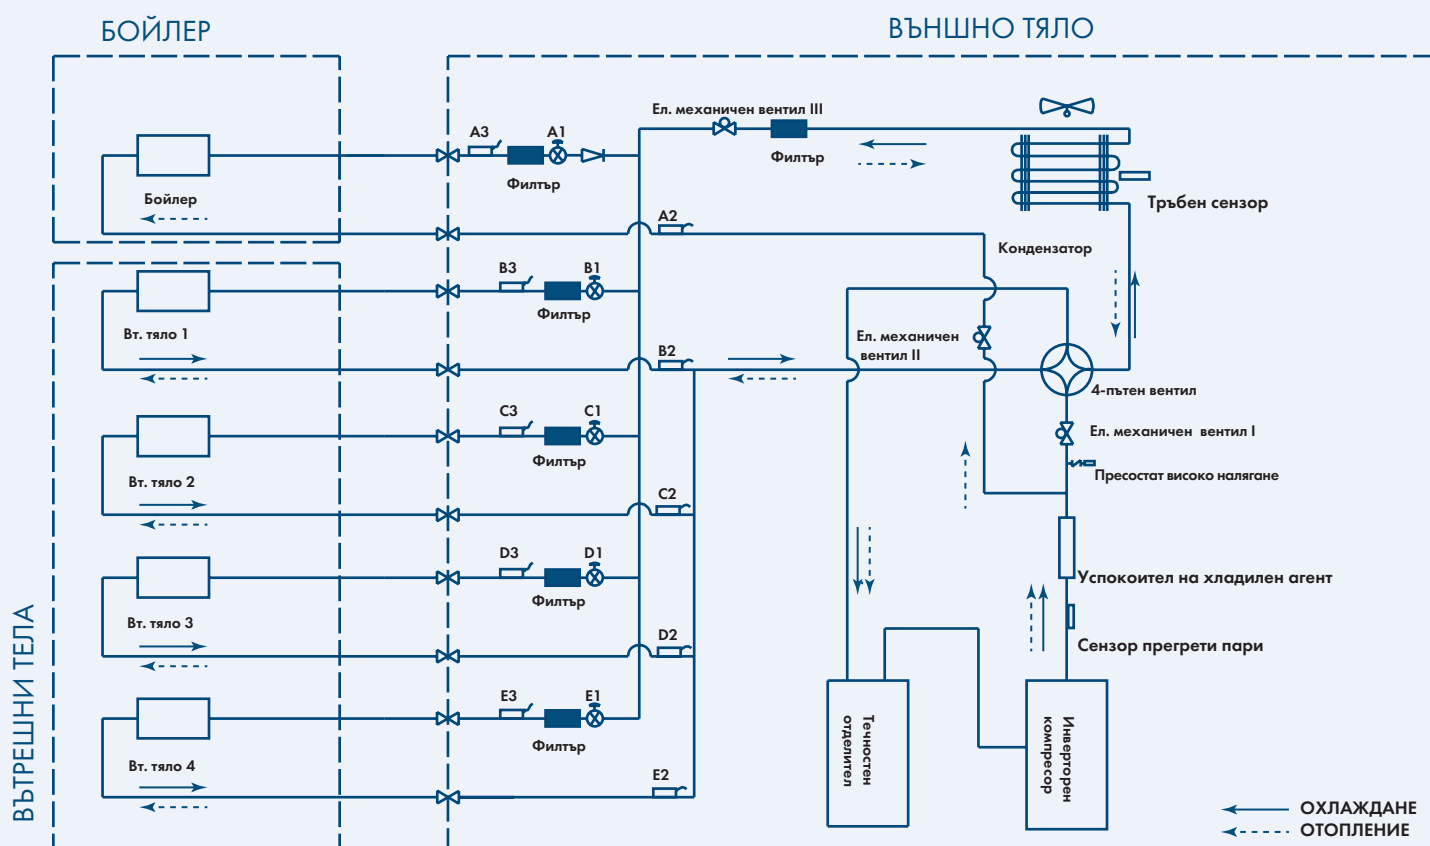 БОЙЛЕР
ВЪНШНО ТЯЛО
Ел. механичен вентил III
A3
A1
Филтър
Филтър
Бойлер
Тръбен сензор
A2
Кондензатор
B3
B1
Филтър
Вт. тяло 1
B2
Ел. механичен
вентил II
4-пътен вентил
C3
C1
Филтър
Ел. механичен вентил I
Пресостат високо налягане
Вт. тяло 2
C2
D3
D1
Филтър
Успокоител на хладилен агент
Вт. тяло 3
D2
Сензор прегрети пари
E3
E1
Филтър
Вт. тяло 4
E2
Течностен
отделител
Инверторен
компресор
ВЪТРЕШНИ ТЕЛА
ОХЛАЖДАНЕ
ОТОПЛЕНИЕ